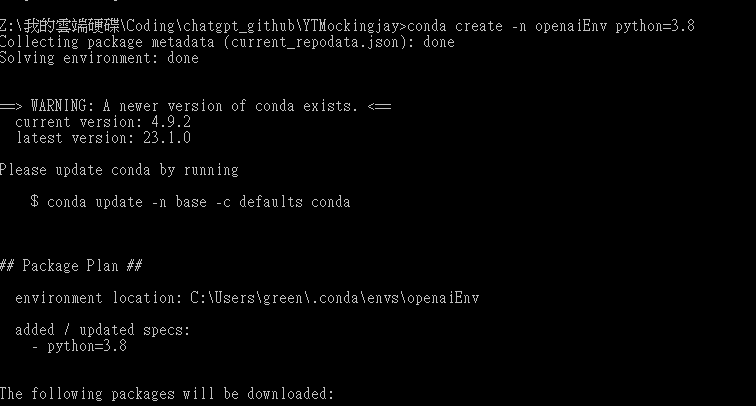 Z:\我的雲端硬碟\Coding\chatgpt_github\YTMockingjay>conda create -n openaiEnv python=3.8
Collecting package metadata (current_repodata.json): done
Solving environment: done
==> WARNING: A newer version of conda exists. <==
current version: 4.9.2
latest version: 23.1.0
Please update conda by running
$ conda update -n base -c defaults conda
## Package Plan ##
environment location: C:\Users\green\.conda\envs\openaiEnv
added / updated specs:
- python=3.8
The following packages will be downloaded: